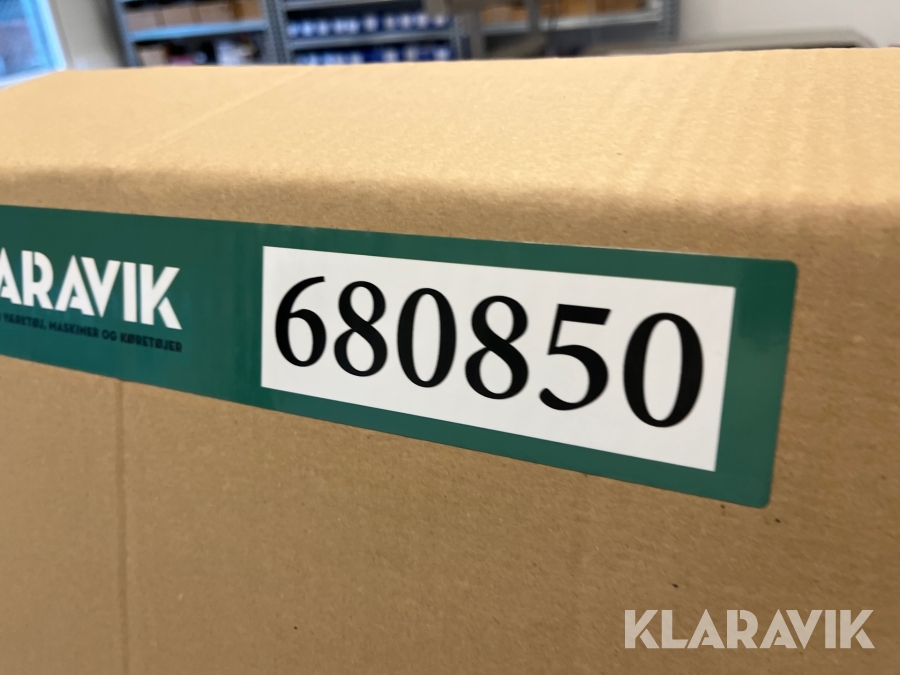 ARAVIK
VÆRKTØJ, MASKINER OG KØRETØJER
680850
KLARAVIK